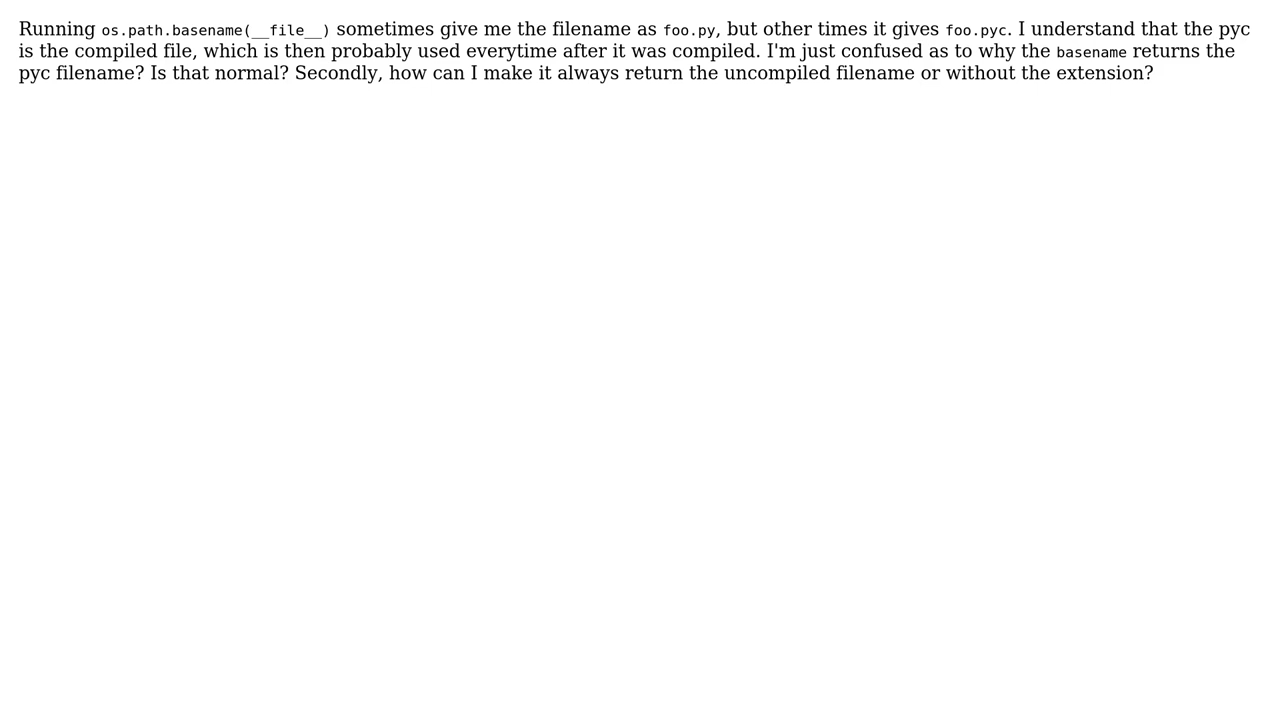 Running os.path.basename(__file__) sometimes give me the filename as foo.py, but other times it gives foo.pyc. I understand that the pyc
is the compiled file, which is then probably used everytime after it was compiled. I'm just confused as to why the basename returns the
pyc filename? Is that normal? Secondly, how can I make it always return the uncompiled filename or without the extension?